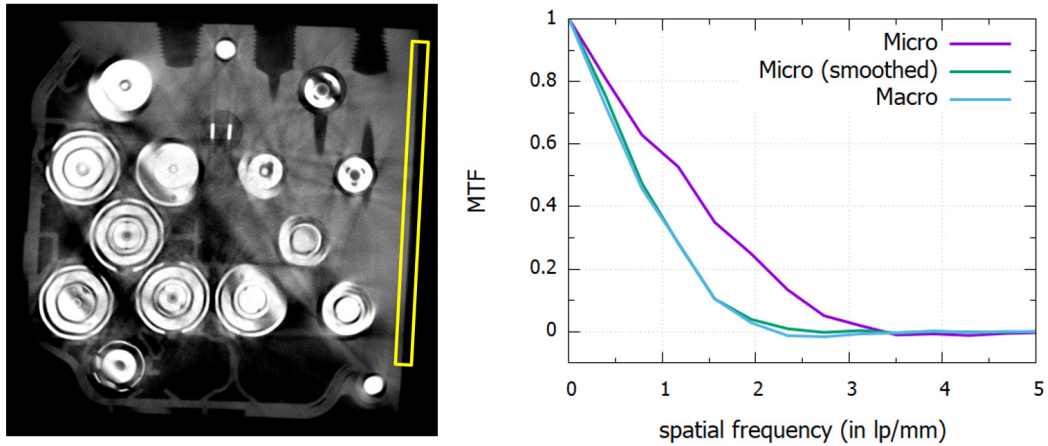 MTF
1
0.8
0.6
0.4
0.2
0
Micro
Micro (smoothed)
Macro
0 1 2 3 4 5
spatial frequency (in lp/mm)